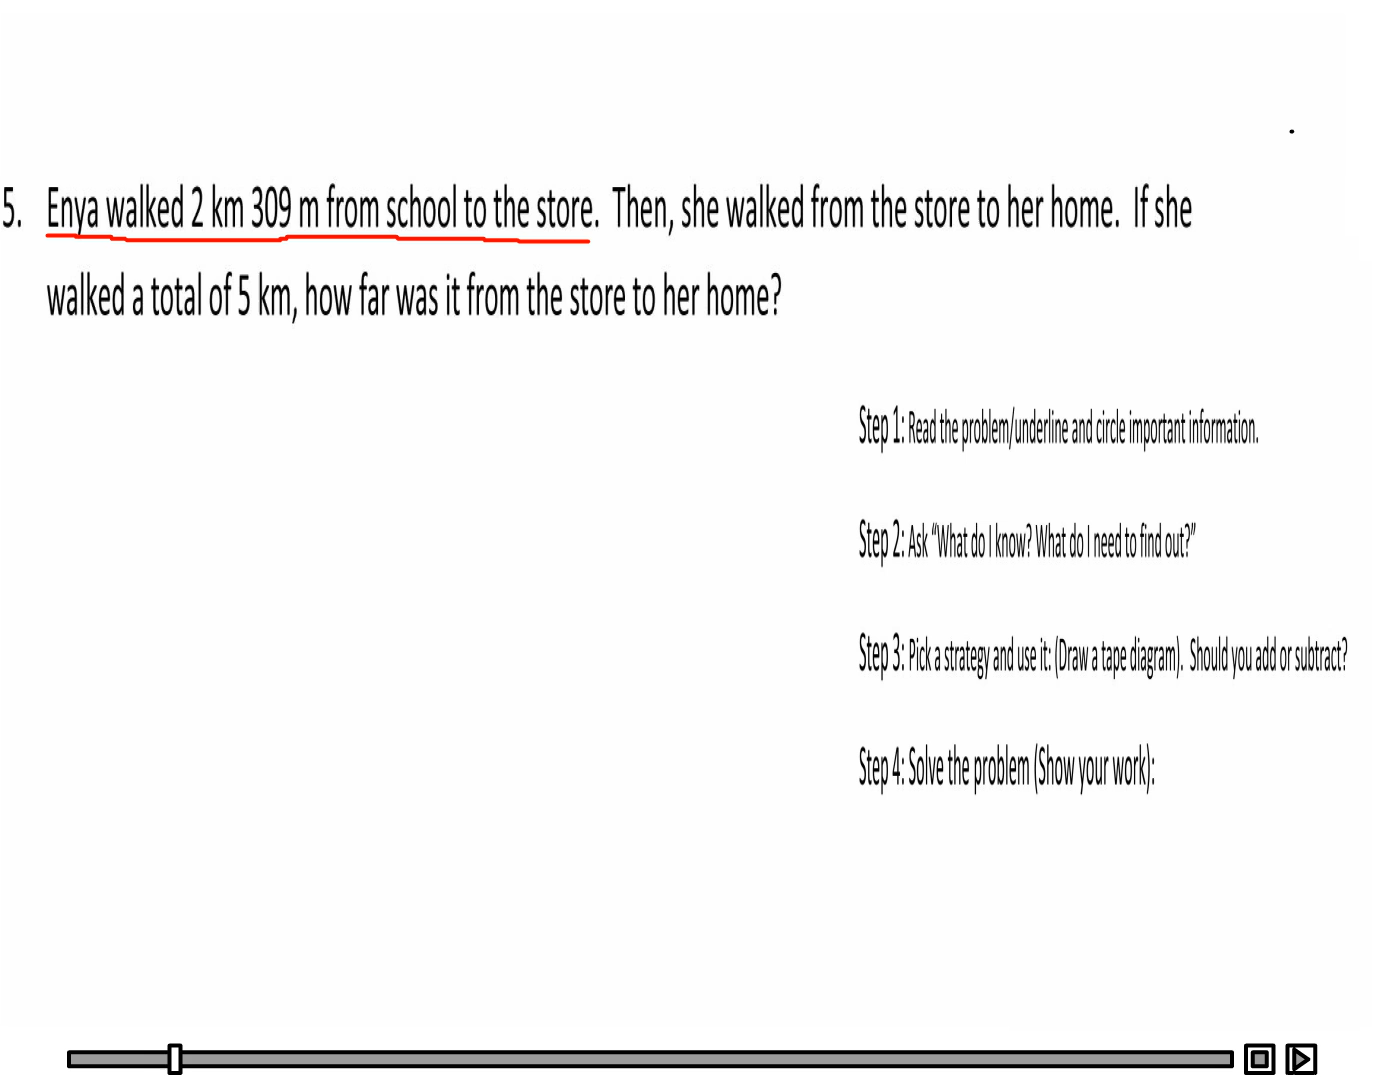 5. Enya walked 2 km 309 m from school to the store. Then, she walked from the store to her home. If she
walked a total of 5 km, how far was it from the store to her home?
Step 1: Read the problem/underline and circle important information.
Step 2: Ask “What do I know? What do I need to find out?”
Step 3: Pick a strategy and use it: (Draw a tape diagram). Should you add or subtract?
Step 4: Solve the problem (Show your work):